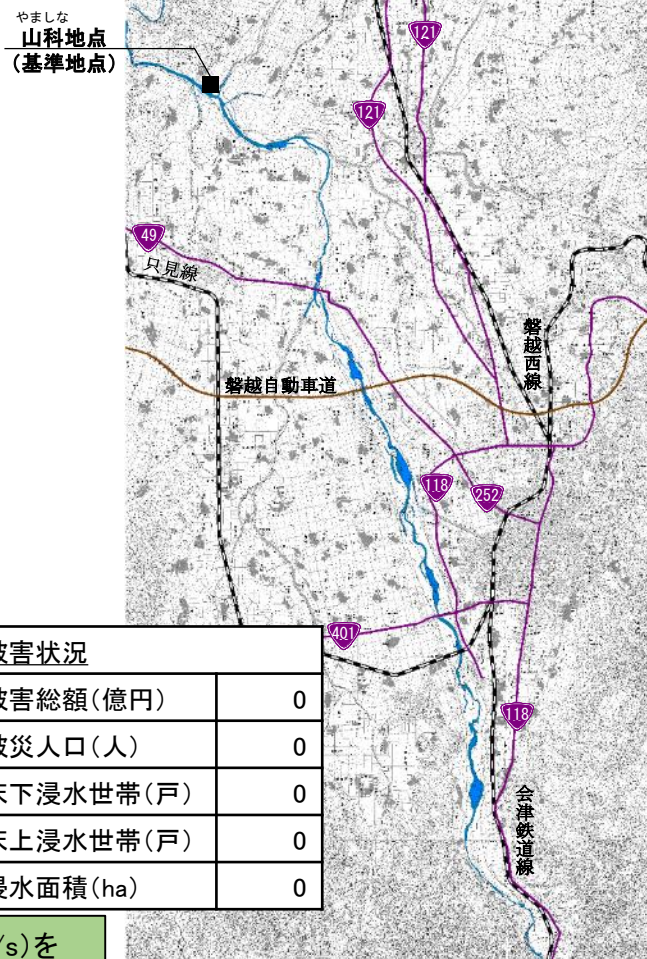 やましな
山科地点
(基準地点)
121
121
49
只見線
磐越西線
磐越自動車道
118
252
401
118
会津鉄道線
被害状況
被害総額(億円) 0
被災人口(人) 0
床下浸水世帯(戸) 0
床上浸水世帯(戸) 0
浸水面積(ha) 0
/s)を